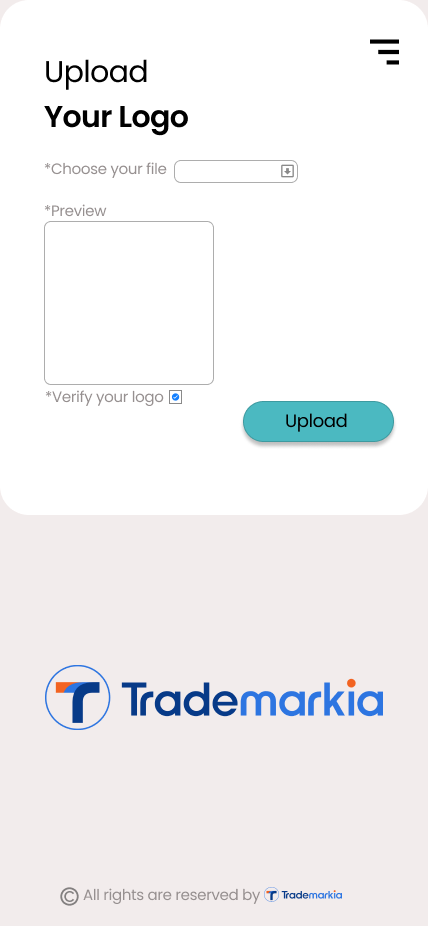 Upload
Your Logo
*Choose your file
*Preview
*Verify your logo
Upload
Trademarkia
© All rights are reserved by Trademarkia